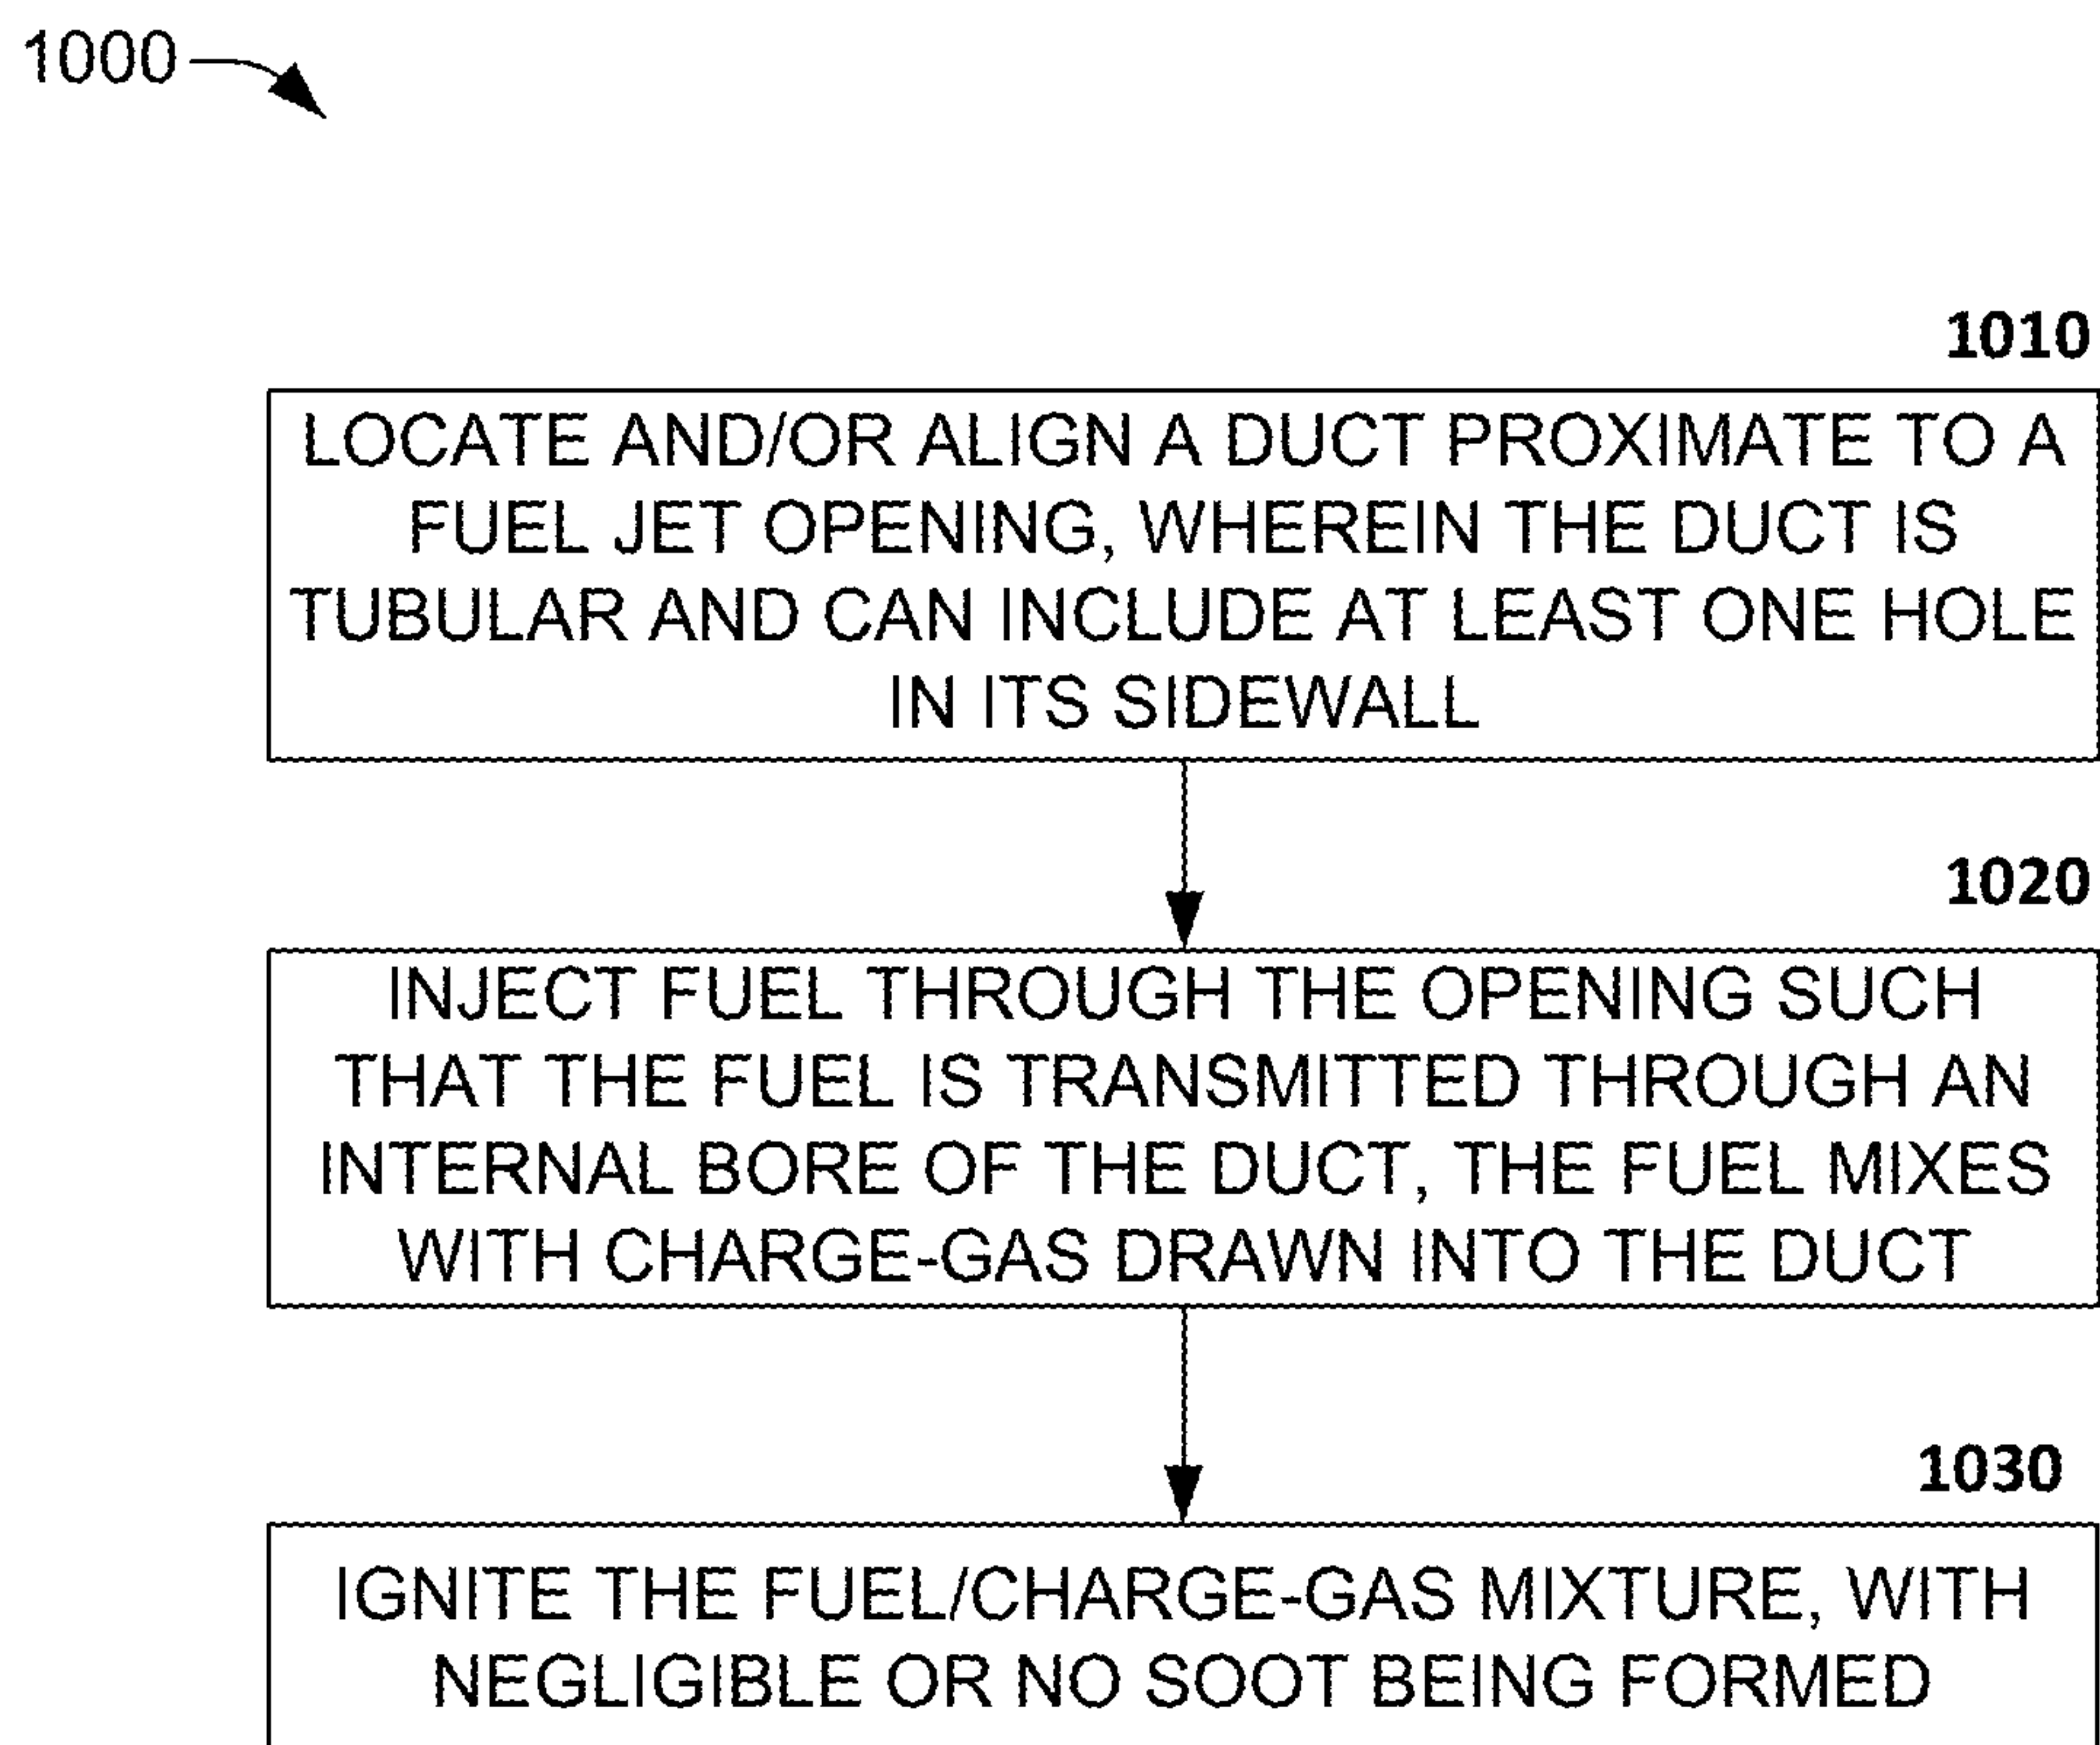 1000
1010
LOCATE AND/OR ALIGN A DUCT PROXIMATE TO A
FUEL JET OPENING, WHEREIN THE DUCT IS
TUBULAR AND CAN INCLUDE AT LEAST ONE HOLE
IN ITS SIDEWALL
1020
INJECT FUEL THROUGH THE OPENING SUCH
THAT THE FUEL IS TRANSMITTED THROUGH AN
INTERNAL BORE OF THE DUCT, THE FUEL MIXES
WITH CHARGE-GAS DRAWN INTO THE DUCT
1030
IGNITE THE FUEL/CHARGE-GAS MIXTURE, WITH
NEGLIGIBLE OR NO SOOT BEING FORMED